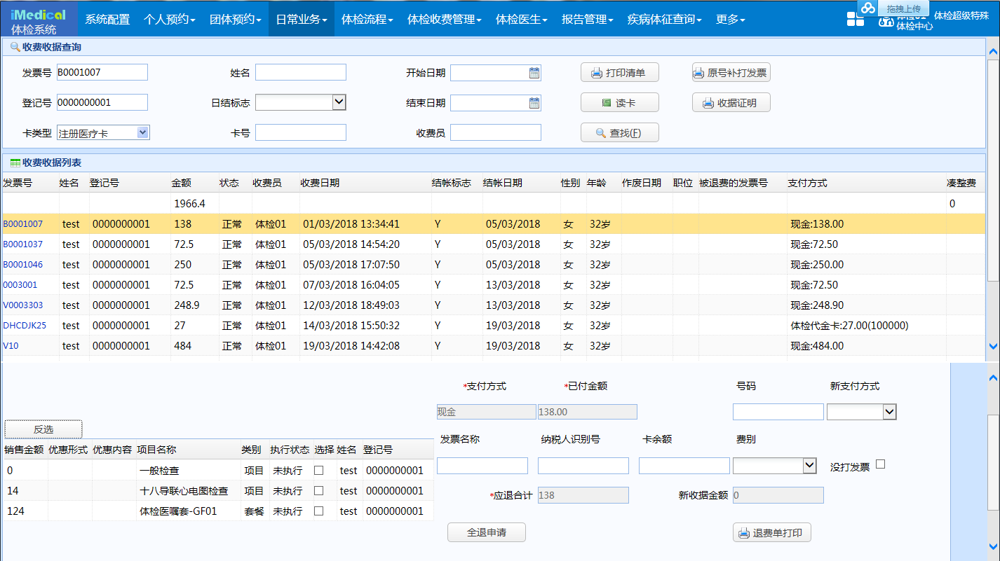 iMedical 体检系统
系统配置 个人预约 团体预约 日常业务 体检流程 体检收费管理 体检医生 报告管理 疾病体征查询 更多
拖拽上传
体检超级特殊
体检中心
收费收据查询
发票号 B0001007 姓名 开始日期 打印清单 原号补打发票
登记号 0000000001 日结标志 结束日期 读卡 收据证明
卡类型 注册医疗卡 卡号 收费员 查找(F)
收费收据列表
发票号 姓名 登记号 金额 状态 收费员 收费日期 结帐标志 结帐日期 性别 年龄 作废日期 职位 被退费的发票号 支付方式 凑整费
1966.4 0
B0001007 test 0000000001 138 正常 体检01 01/03/2018 13:34:41 Y 05/03/2018 女 32岁 现金:138.00
B0001037 test 0000000001 72.5 正常 体检01 05/03/2018 14:54:20 Y 05/03/2018 女 32岁 现金:72.50
B0001046 test 0000000001 250 正常 体检01 05/03/2018 17:07:50 Y 05/03/2018 女 32岁 现金:250.00
0003001 test 0000000001 72.5 正常 体检01 07/03/2018 16:04:05 Y 13/03/2018 女 32岁 现金:72.50
V0003303 test 0000000001 248.9 正常 体检01 12/03/2018 18:49:03 Y 13/03/2018 女 32岁 现金:248.90
DHCDJK25 test 0000000001 27 正常 体检01 14/03/2018 15:50:32 Y 19/03/2018 女 32岁 体检代金卡:27.00(100000)
V10 test 0000000001 484 正常 体检01 19/03/2018 14:42:08 Y 19/03/2018 女 32岁 现金:484.00
*支付方式 *已付金额 号码 新支付方式
现金 138.00
反选
销售金额 优惠形式 优惠内容 项目名称 类别 执行状态 选择 姓名 登记号
0 一般检查 项目 未执行 test 0000000001
14 十八导联心电图检查 项目 未执行 test 0000000001
124 体检医嘱套-GF01 套餐 未执行 test 0000000001
发票名称 纳税人识别号 卡余额 费别
没打发票
*应退合计 138 新收据金额 0
全退申请 退费单打印